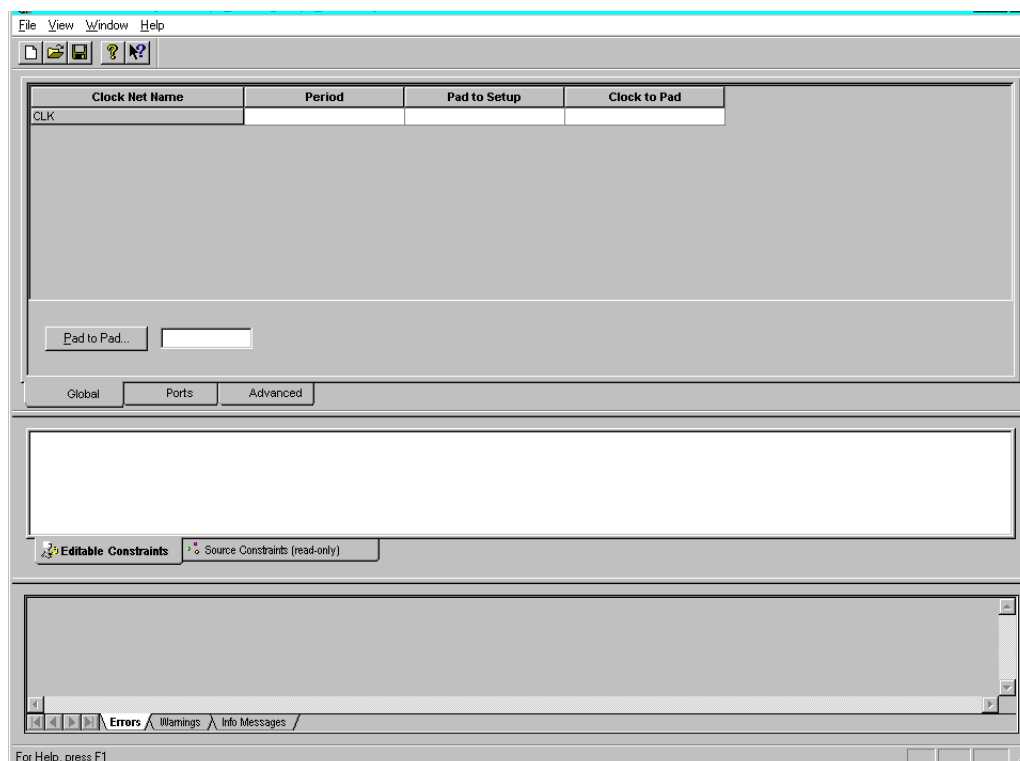 File View Window Help
Clock Net Name Period Pad to Setup Clock to Pad
CLK
Pad to Pad...
Global Ports Advanced
Editable Constraints Source Constraints (read-only)
Errors Warnings Info Messages
For Help, press F1